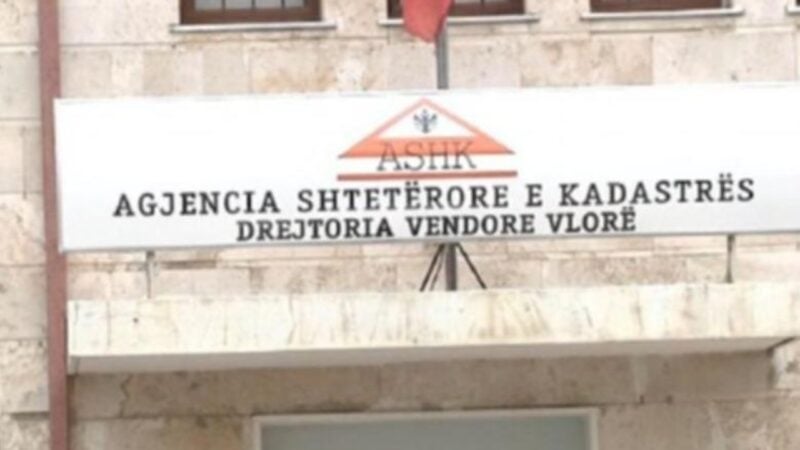 ASHK
AGJENCIA SHTETËRORE E KADASTRËS
DREJTORIA VENDORE VLORË